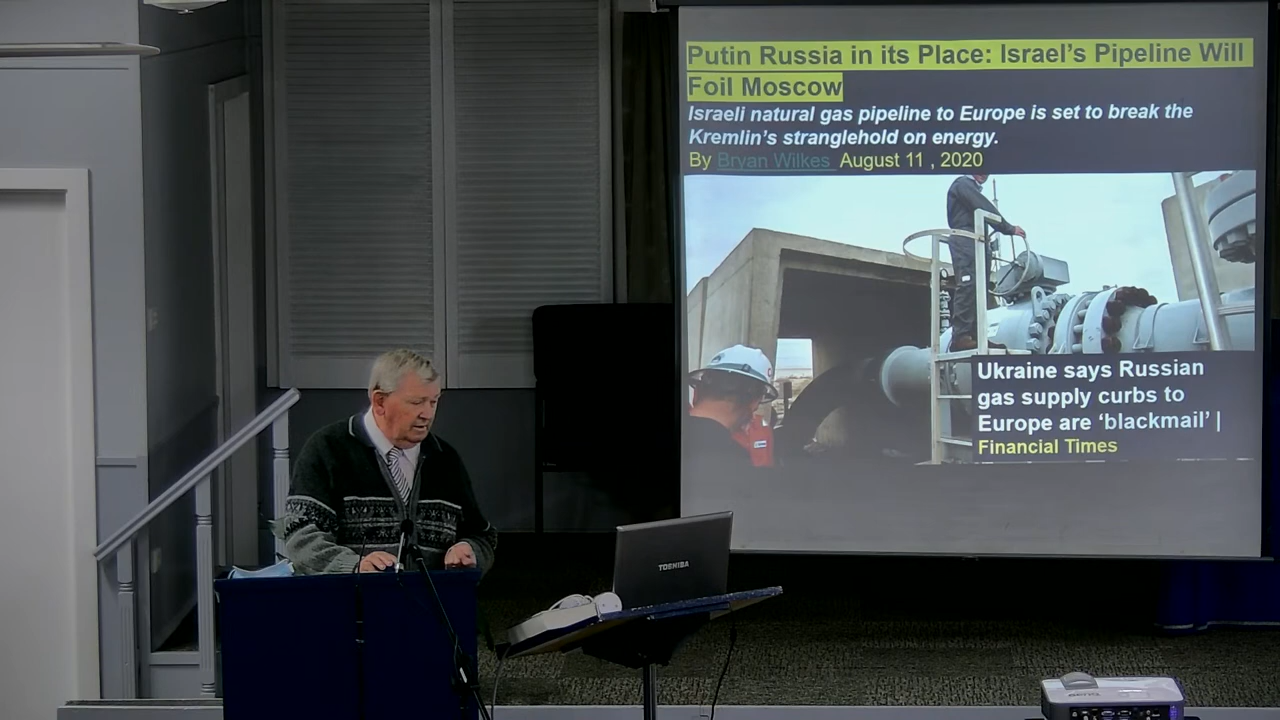 Putin Russia in its Place: Israel's Pipeline Will
Foil Moscow
Israeli natural gas pipeline to Europe is set to break the
Kremlin's stranglehold on energy.
By Bryan Wilkes August 11 , 2020
Ukraine says Russian
gas supply curbs to
Europe are ‘blackmail’ |
Financial Times
TOSHIBA
BenQ